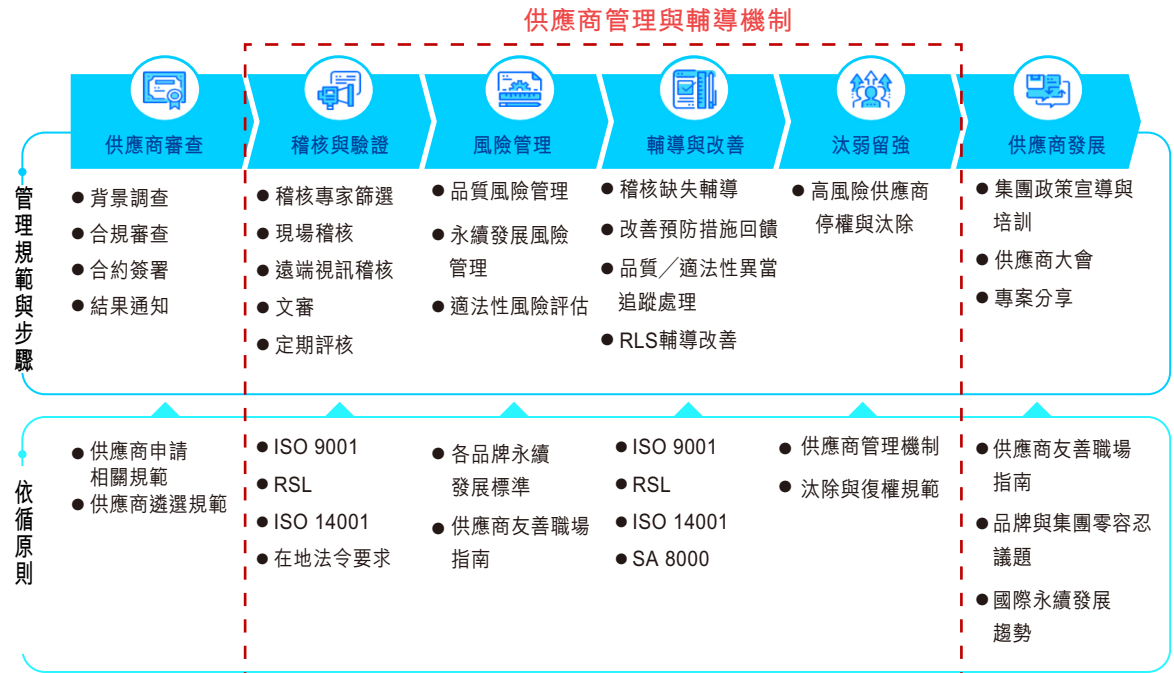 供應商管理與輔導機制
供應商審查
稽核與驗證
風險管理
輔導與改善
汰弱留強
供應商發展
管理規範與步驟
● 背景調查
● 合規審查
● 合約簽署
● 結果通知
● 稽核專家篩選
● 現場稽核
● 遠端視訊稽核
● 文審
● 定期評核
● 品質風險管理
● 永續發展風險
管理
● 適法性風險評估
● 稽核缺失輔導
● 改善預防措施回饋
● 品質／適法性異當
追蹤處理
● RLS輔導改善
● 高風險供應商
停權與汰除
● 集團政策宣導與
培訓
● 供應商大會
● 專案分享
依循原則
● 供應商申請
相關規範
● 供應商遴選規範
● ISO 9001
● RSL
● ISO 14001
● 在地法令要求
● 各品牌永續
發展標準
● 供應商友善職場
指南
● ISO 9001
● RSL
● ISO 14001
● SA 8000
● 供應商管理機制
● 汰除與復權規範
● 供應商友善職場
指南
● 品牌與集團零容忍
議題
● 國際永續發展
趨勢